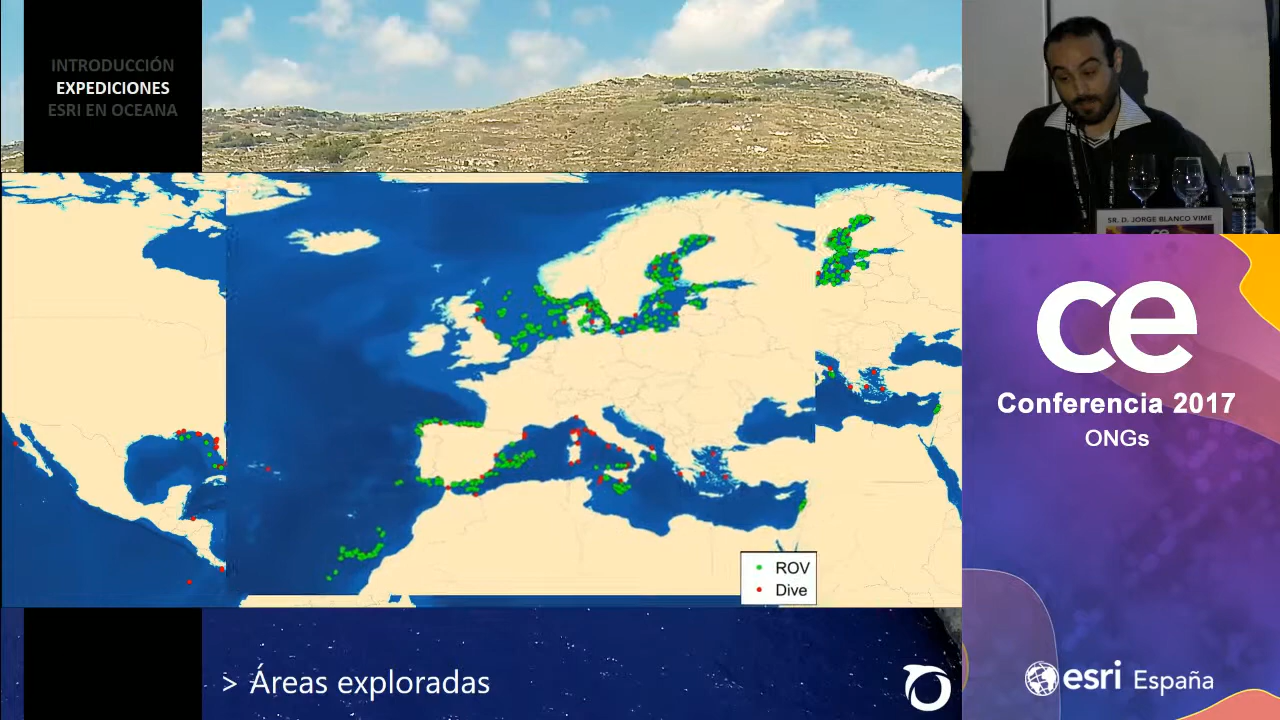 INTRODUCCIÓN
EXPEDICIONES
ESRI EN OCEANA
SR. D. JORGE BLANCO VIME
ce
ce
Conferencia 2017
ONGs
ROV
Dive
> Áreas exploradas
esri España